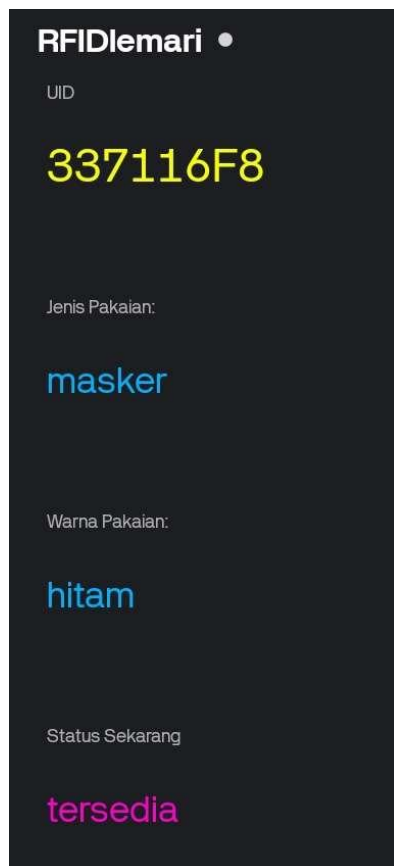 RFIDlemari
UID
337116F8
Jenis Pakaian:
masker
Warna Pakaian:
hitam
Status Sekarang
tersedia